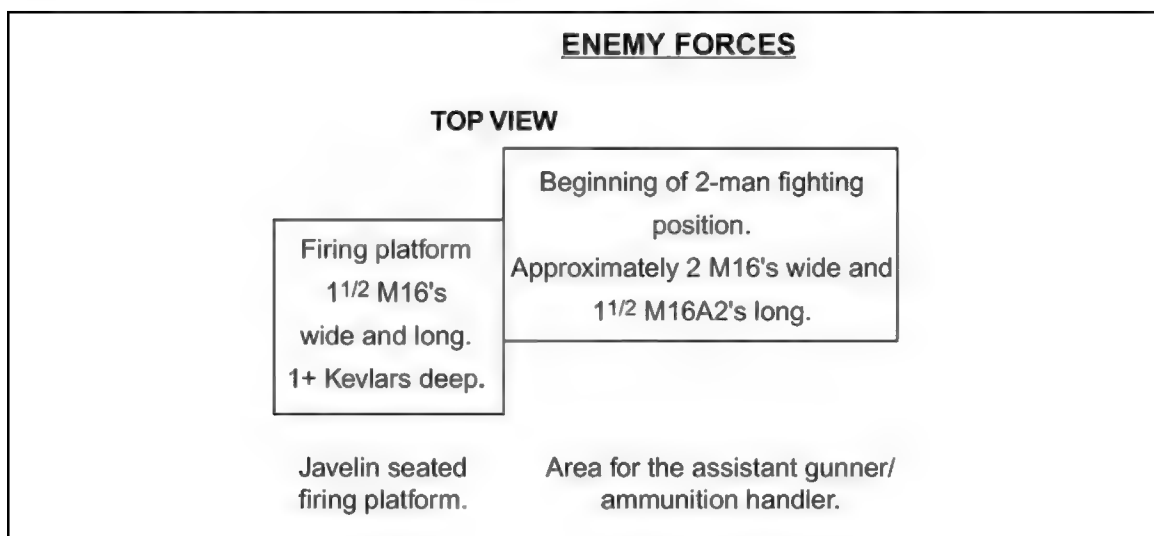 ENEMY FORCES
TOP VIEW
Beginning of 2-man fighting
position.
Approximately 2 M16's wide and
1 1/2 M16A2's long.
Firing platform
1 1/2 M16's
wide and long.
1+ Kevlars deep.
Javelin seated
firing platform.
Area for the assistant gunner/
ammunition handler.